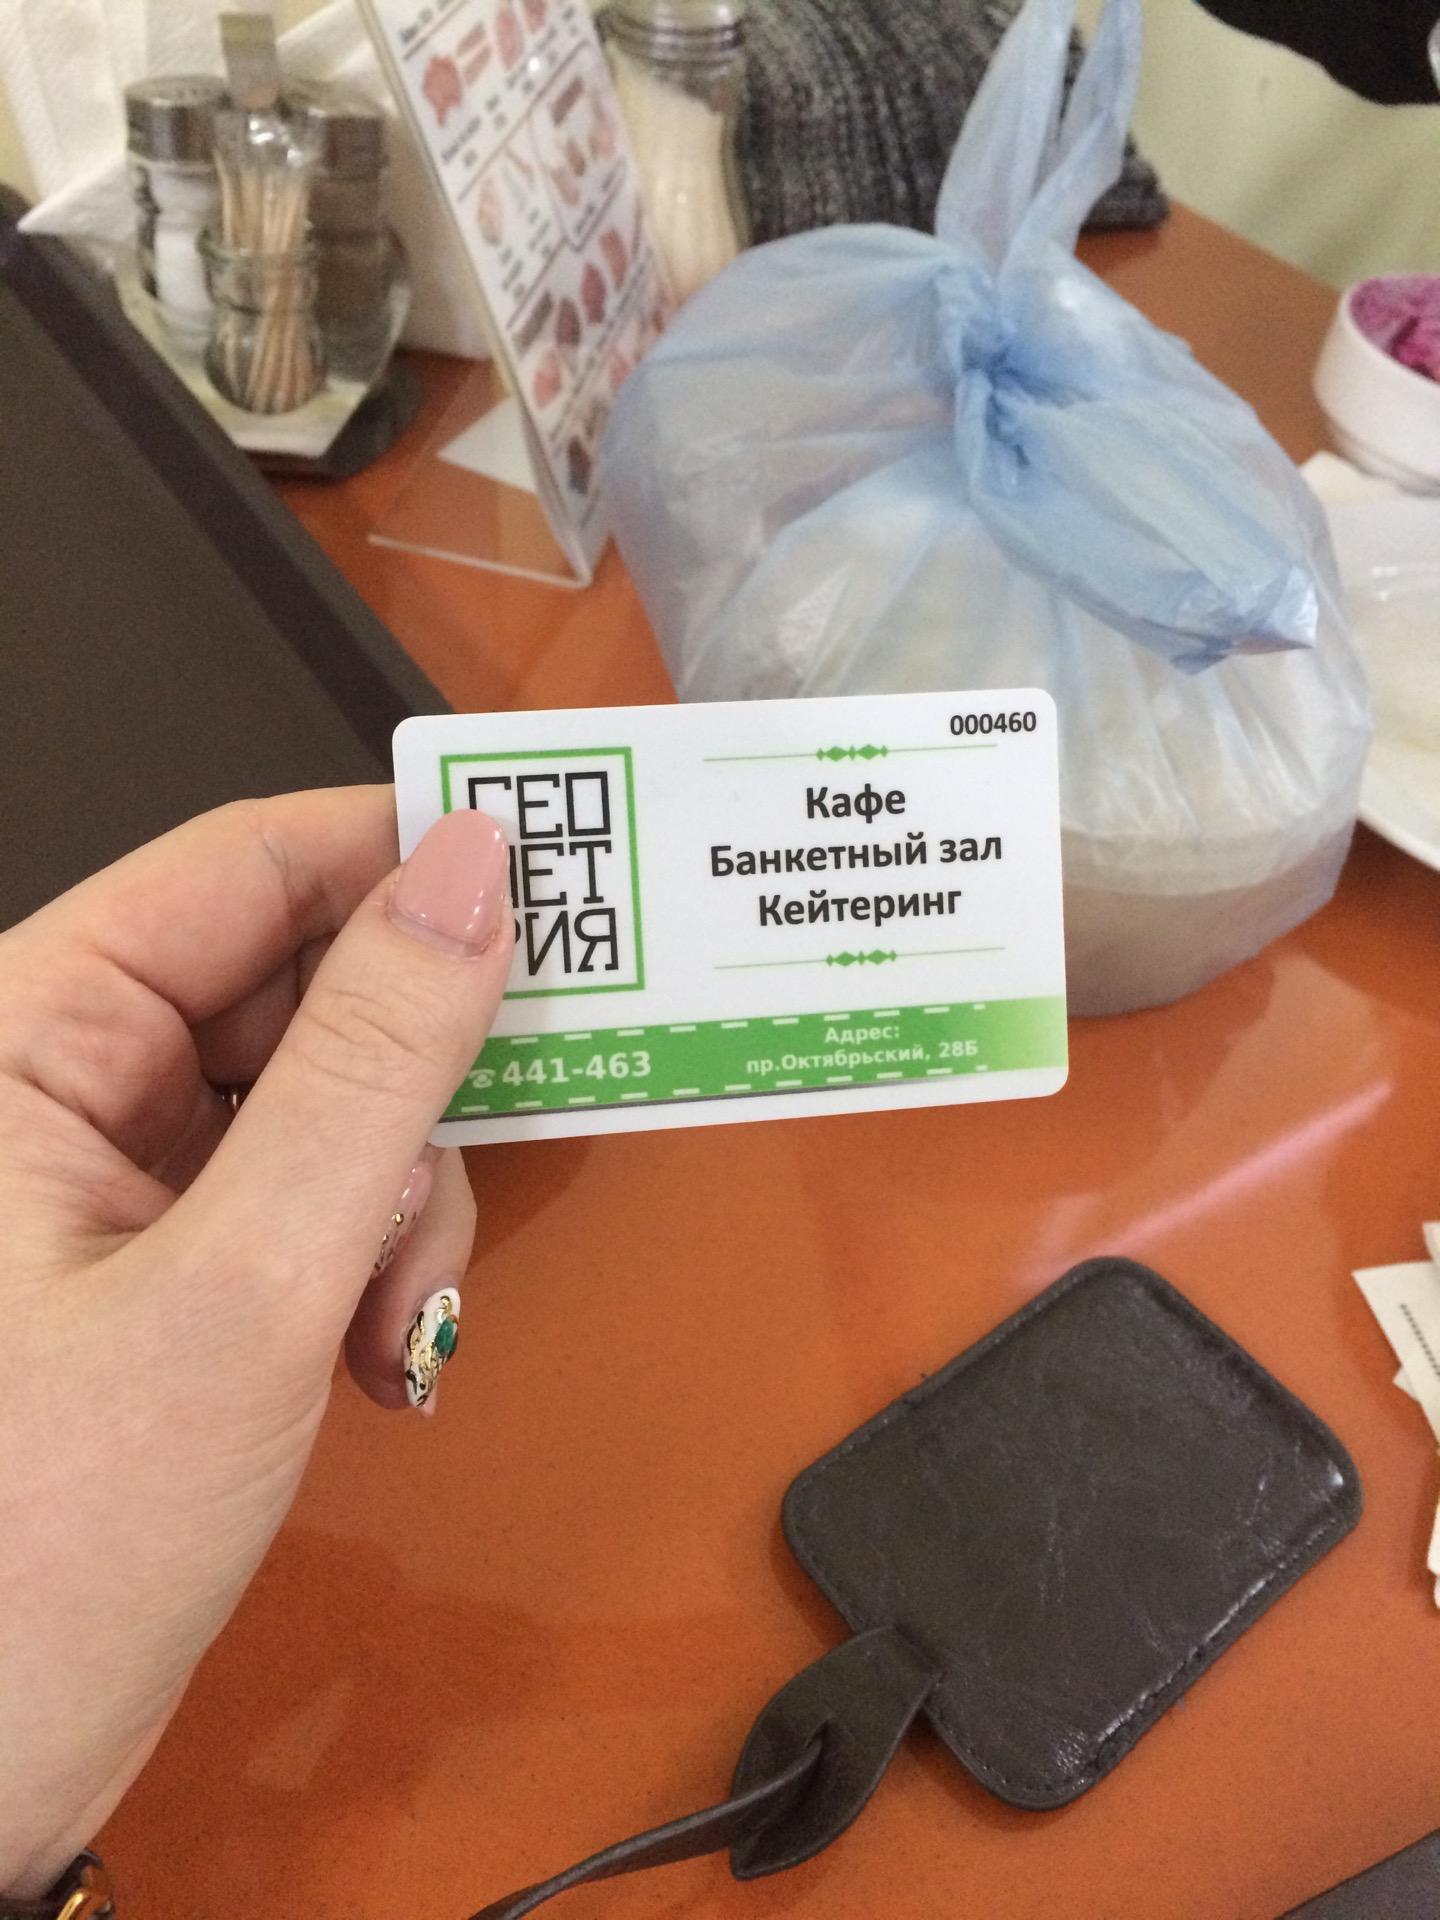 000460
ГЕО
МЕТ
РИЯ
Кафе
Банкетный зал
Кейтеринг
441-463
Адрес:
пр.Октябрьский, 28Б